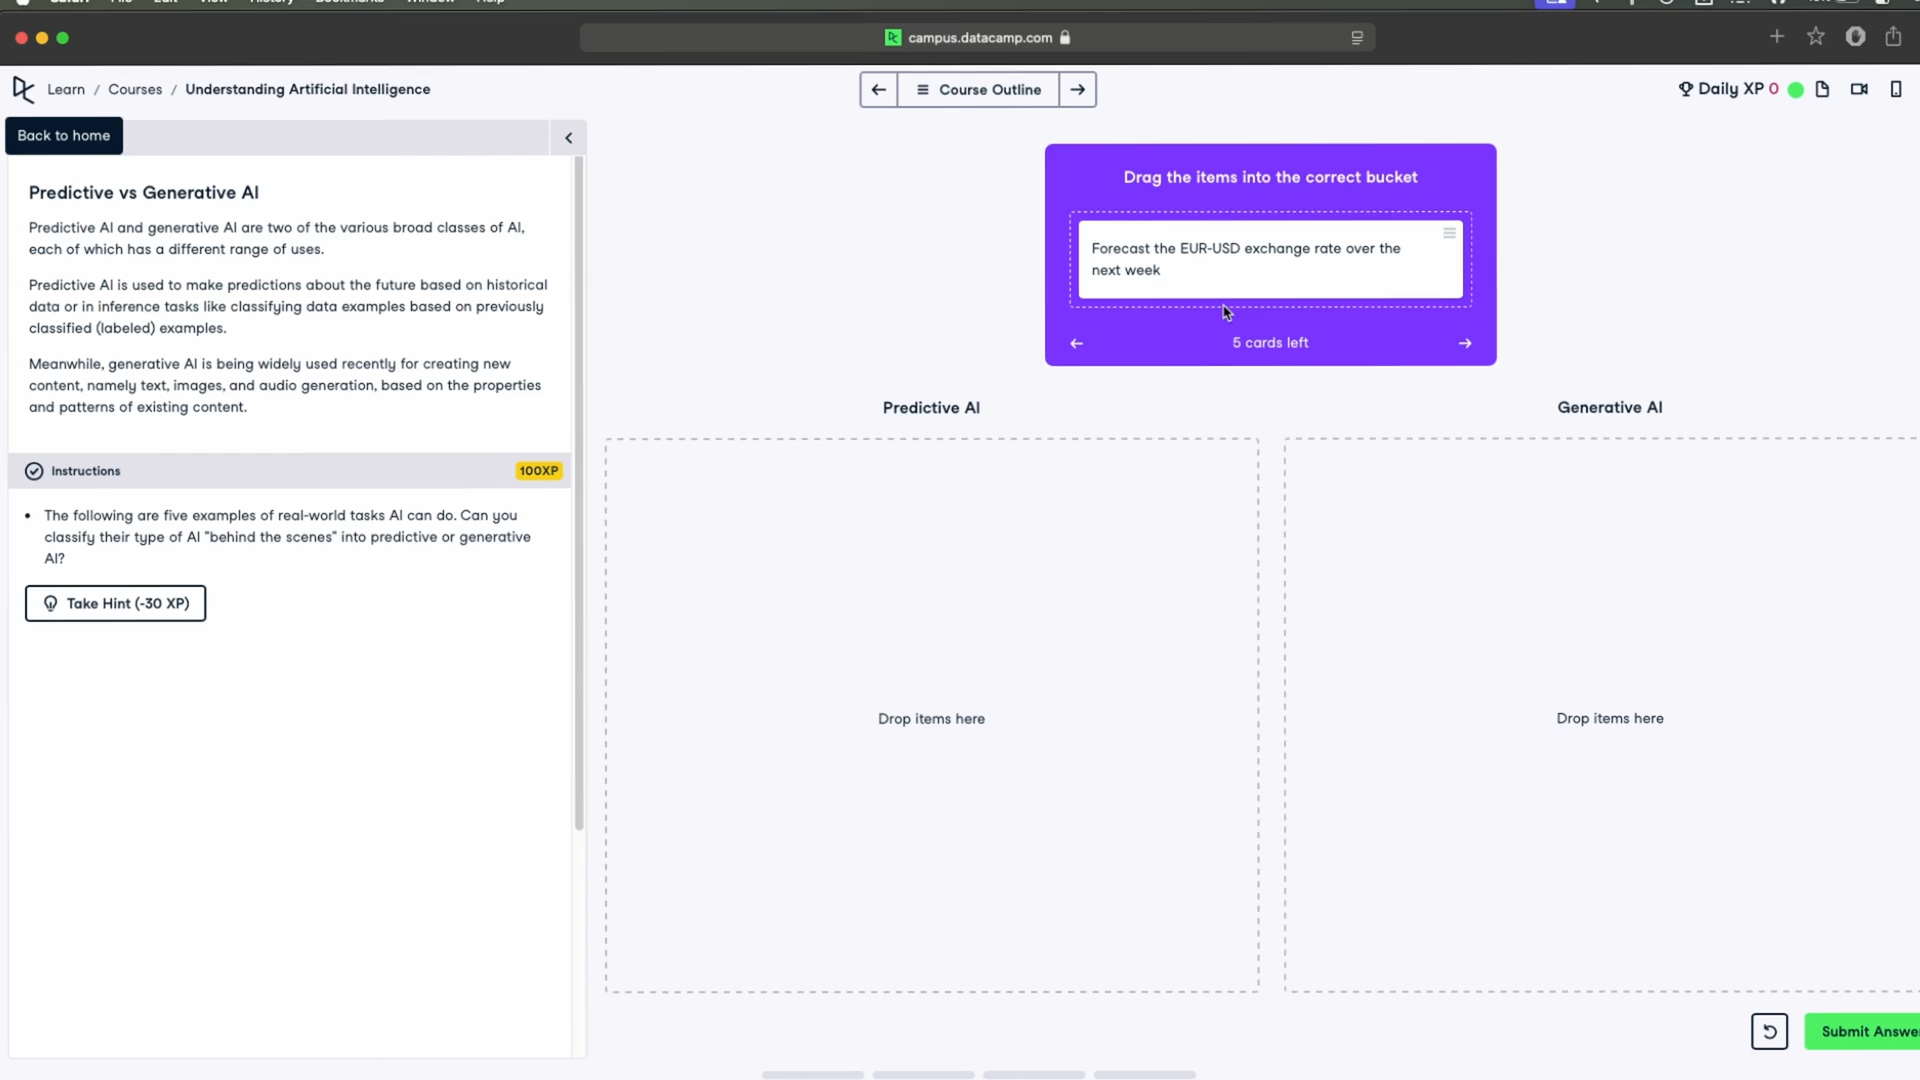 campus.datacamp.com
Learn / Courses / Understanding Artificial Intelligence
Course Outline
Daily XP 0
Back to home
Predictive vs Generative AI
Predictive AI and generative AI are two of the various broad classes of AI,
each of which has a different range of uses.
Predictive AI is used to make predictions about the future based on historical
data or in inference tasks like classifying data examples based on previously
classified (labeled) examples.
Meanwhile, generative AI is being widely used recently for creating new
content, namely text, images, and audio generation, based on the properties
and patterns of existing content.
Instructions
100XP
The following are five examples of real-world tasks AI can do. Can you
classify their type of AI "behind the scenes" into predictive or generative
AI?
Take Hint (-30 XP)
Drag the items into the correct bucket
Forecast the EUR-USD exchange rate over the
next week
5 cards left
Predictive AI
Generative AI
Drop items here
Drop items here
Submit Answe